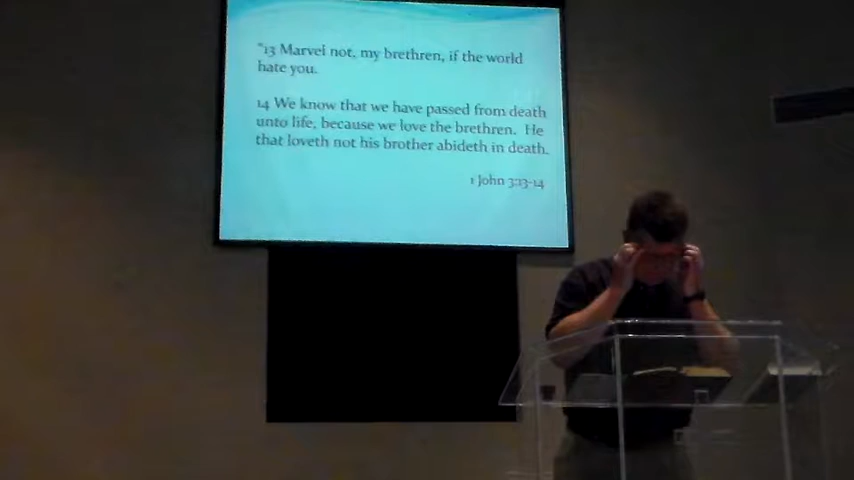 "13 Marvel not, my brethren, if the world
hate you.
14 We know that we have passed from death
unto life, because we love the brethren. He
that loveth not his brother abideth in death.
1 John 3:13-14